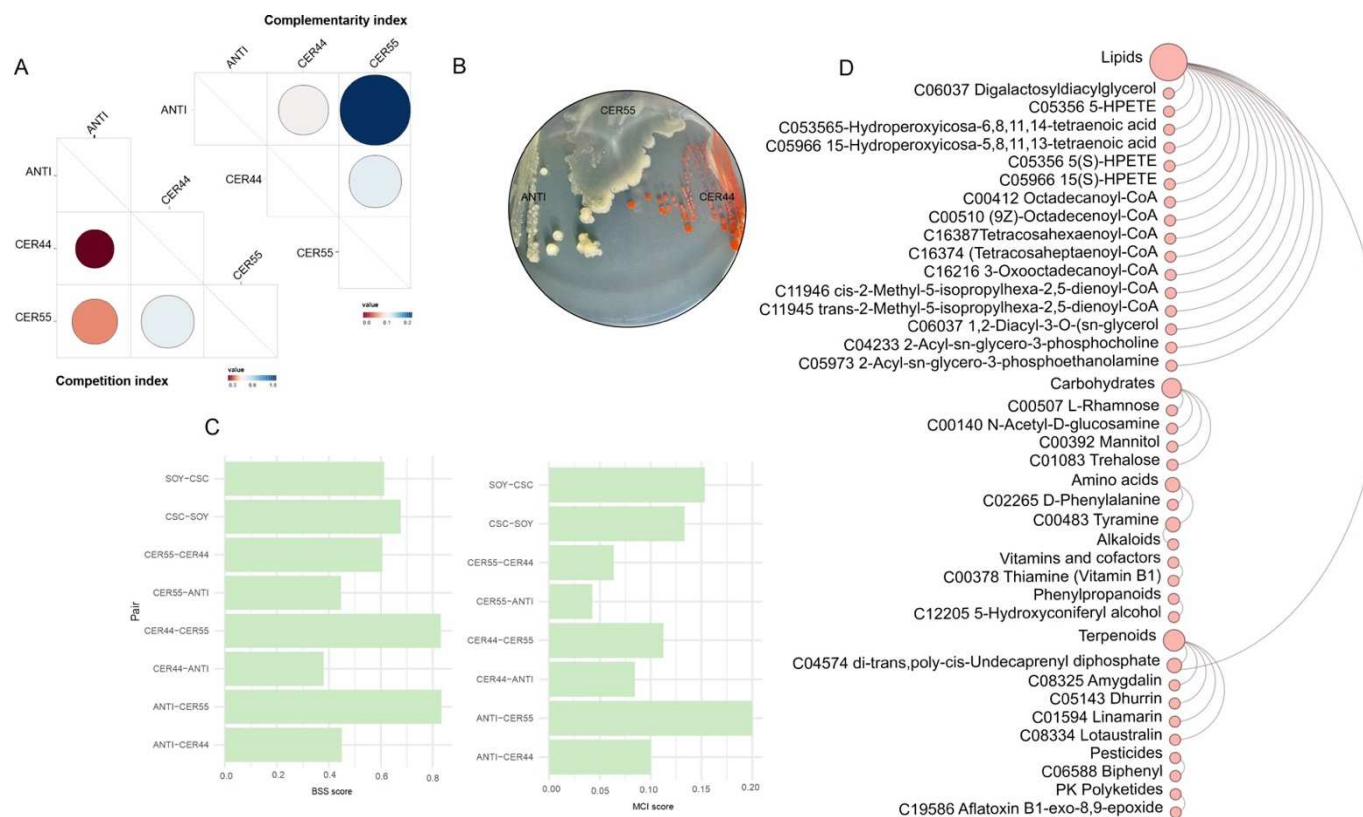 A
Complementarity index
ANTI
CER44
CER55
ANTI
CER44
CER55
value
0.0
0.1
0.2
ANTI
CER44
CER55
ANTI
CER44
CER55
Competition index
value
0.3
B
CER55
ANTI
CER44
C
Pair
SOY–CSC
CSC–SOY
CER55–CER44
CER55–ANTI
CER44–CER55
CER44–ANTI
ANTI–CER55
ANTI–CER44
0.0
0.2
0.4
0.6
0.8
BSS score
SOY–CSC
CSC–SOY
CER55–CER44
CER55–ANTI
CER44–CER55
CER44–ANTI
ANTI–CER55
ANTI–CER44
0.00
0.05
0.10
0.15
0.20
MCI score
D
Lipids
C06037 Digalactosyldiacylglycerol
C05356 5-HPETE
C053565-Hydroperoxyicosa-6,8,11,14-tetraenoic acid
C05966 15-Hydroperoxyicosa-5,8,11,13-tetraenoic acid
C05356 5(S)-HPETE
C05966 15(S)-HPETE
C00412 Octadecanoyl-CoA
C00510 (9Z)-Octadecenoyl-CoA
C16387Tetracosahexaenoyl-CoA
C16374 (Tetracosaheptaenoyl-CoA
C16216 3-Oxooctadecanoyl-CoA
C11946 cis-2-Methyl-5-isopropylhexa-2,5-dienoyl-CoA
C11945 trans-2-Methyl-5-isopropylhexa-2,5-dienoyl-CoA
C06037 1,2-Diacyl-3-O-(sn-glycerol
C04233 2-Acyl-sn-glycero-3-phosphocholine
C05973 2-Acyl-sn-glycero-3-phosphoethanolamine
Carbohydrates
C00507 L-Rhamnose
C00140 N-Acetyl-D-glucosamine
C00392 Mannitol
C01083 Trehalose
Amino acids
C02265 D-Phenylalanine
C00483 Tyramine
Alkaloids
Vitamins and cofactors
C00378 Thiamine (Vitamin B1)
Phenylpropanoids
C12205 5-Hydroxyconiferyl alcohol
Terpenoids
C04574 di-trans,poly-cis-Undecaprenyl diphosphate
C08325 Amygdalin
C05143 Dhurrin
C01594 Linamarin
C08334 Lotaustralin
Pesticides
C06588 Biphenyl
PK Polyketides
C19586 Aflatoxin B1-exo-8,9-epoxide